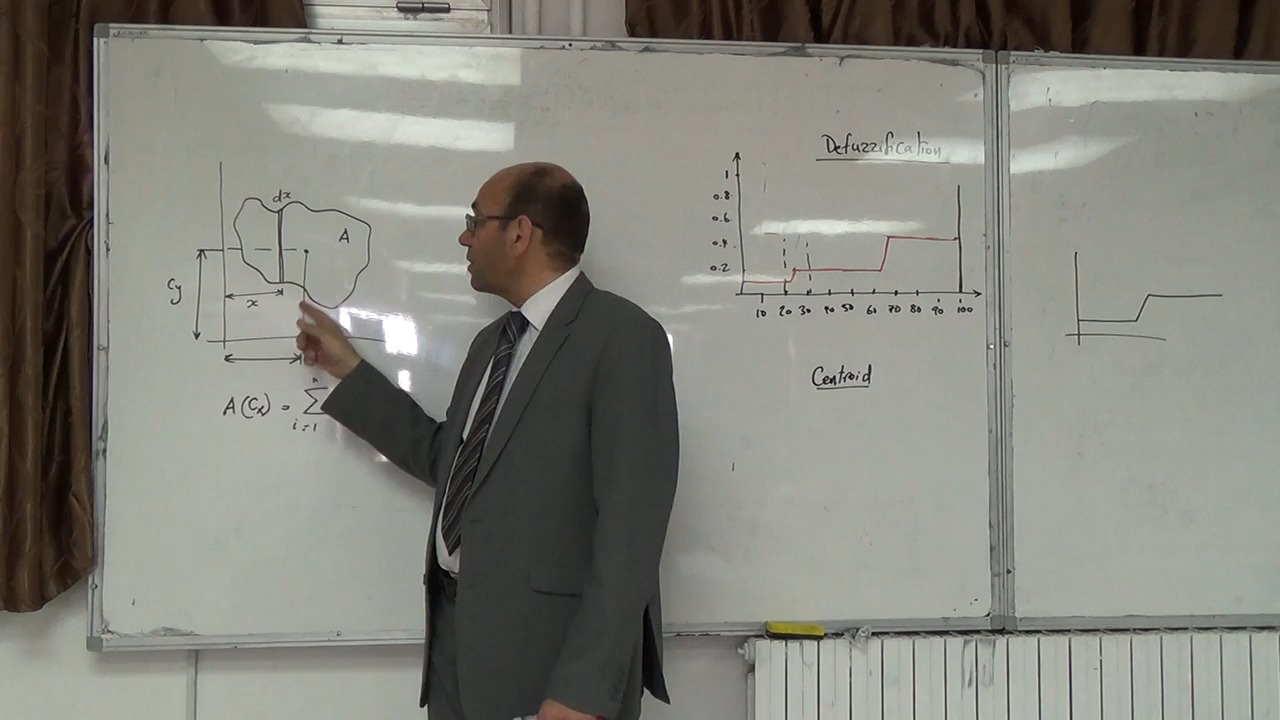 dx
A
Cy
x
A(Cx) = n∑i=1
Defuzzification
1
0.8
0.6
0.4
0.2
10 20 30 40 50 60 70 80 90 100
Centroid